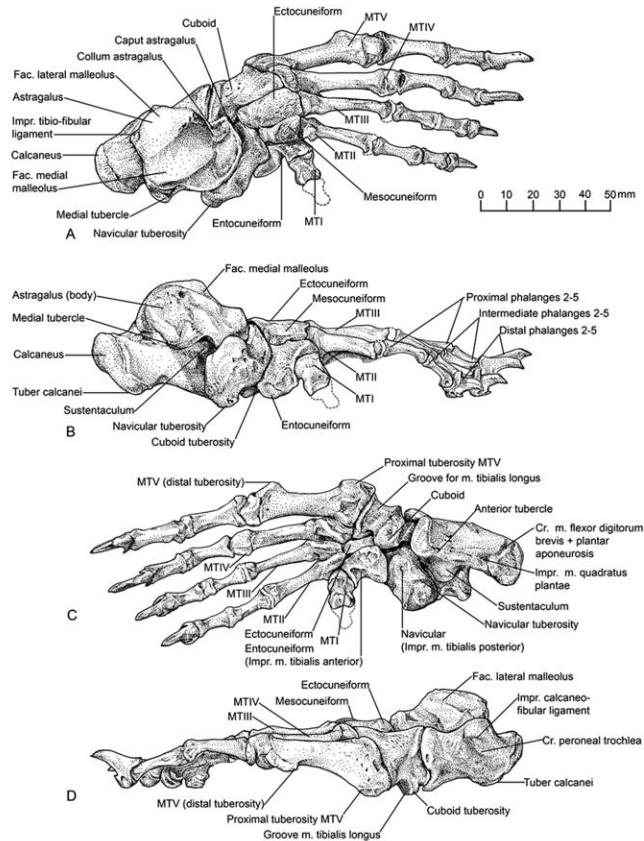 Ectocuneiform
Cuboid
Caput astragalus
Collum astragalus
Fac. lateral malleolus
Astragalus
Impr. tibio-fibular
ligament
Calcaneus
Fac. medial
malleolus
Medial tubercle
Navicular tuberosity
Entocuneiform
MTI
Mesocuneiform
MTII
MTIII
MTIV
MTV
0 10 20 30 40 50 mm
A
Fac. medial malleolus
Ectocuneiform
Mesocuneiform
MTIII
Proximal phalanges 2-5
Intermediate phalanges 2-5
Distal phalanges 2-5
Astragalus (body)
Medial tubercle
Calcaneus
Tuber calcanei
Sustentaculum
Navicular tuberosity
Cuboid tuberosity
Entocuneiform
MTI
MTII
B
Proximal tuberosity MTV
MTV (distal tuberosity)
Groove for m. tibialis longus
Cuboid
Anterior tubercle
Cr. m. flexor digitorum
brevis + plantar
aponeurosis
Impr. m. quadratus
plantae
Sustentaculum
Navicular tuberosity
Navicular
(Impr. m. tibialis posterior)
MTIV
MTIII
MTII
Ectocuneiform
MTI
Entocuneiform
(Impr. m. tibialis anterior)
C
Fac. lateral malleolus
Ectocuneiform
MTIV
Mesocuneiform
MTIII
Impr. calcaneo-
fibular ligament
Cr. peroneal trochlea
Tuber calcanei
MTV (distal tuberosity)
Proximal tuberosity MTV
Cuboid tuberosity
Groove m. tibialis longus
D